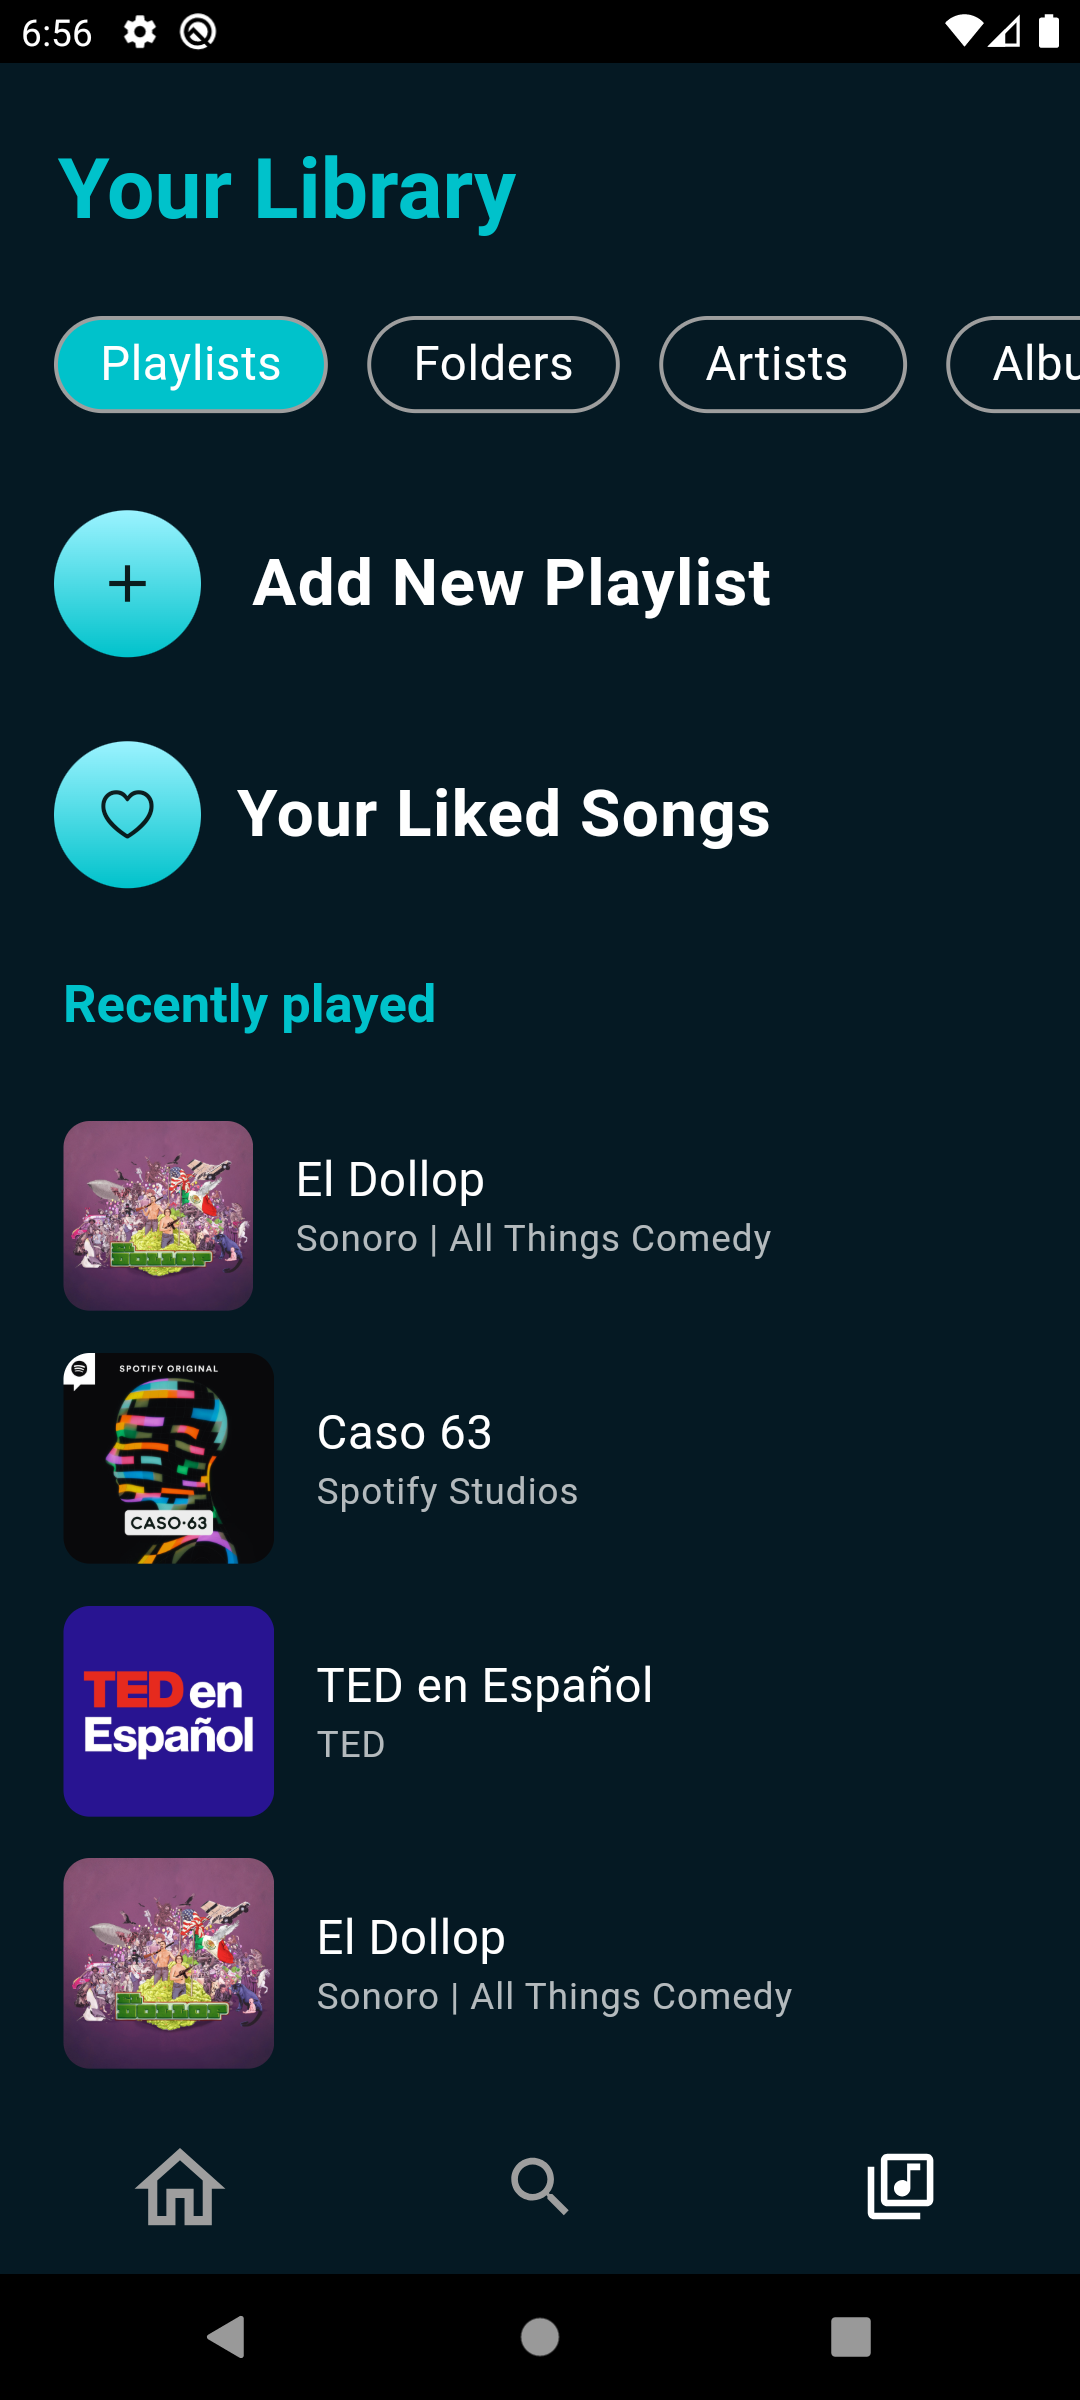 6:56
Your Library
Playlists Folders Artists Albu
Add New Playlist
Your Liked Songs
Recently played
El Dollop
Sonoro | All Things Comedy
SPOTIFY ORIGINAL
CASO·63
Caso 63
Spotify Studios
TED en
Español
TED en Español
TED
EL
DOLLOP
El Dollop
Sonoro | All Things Comedy